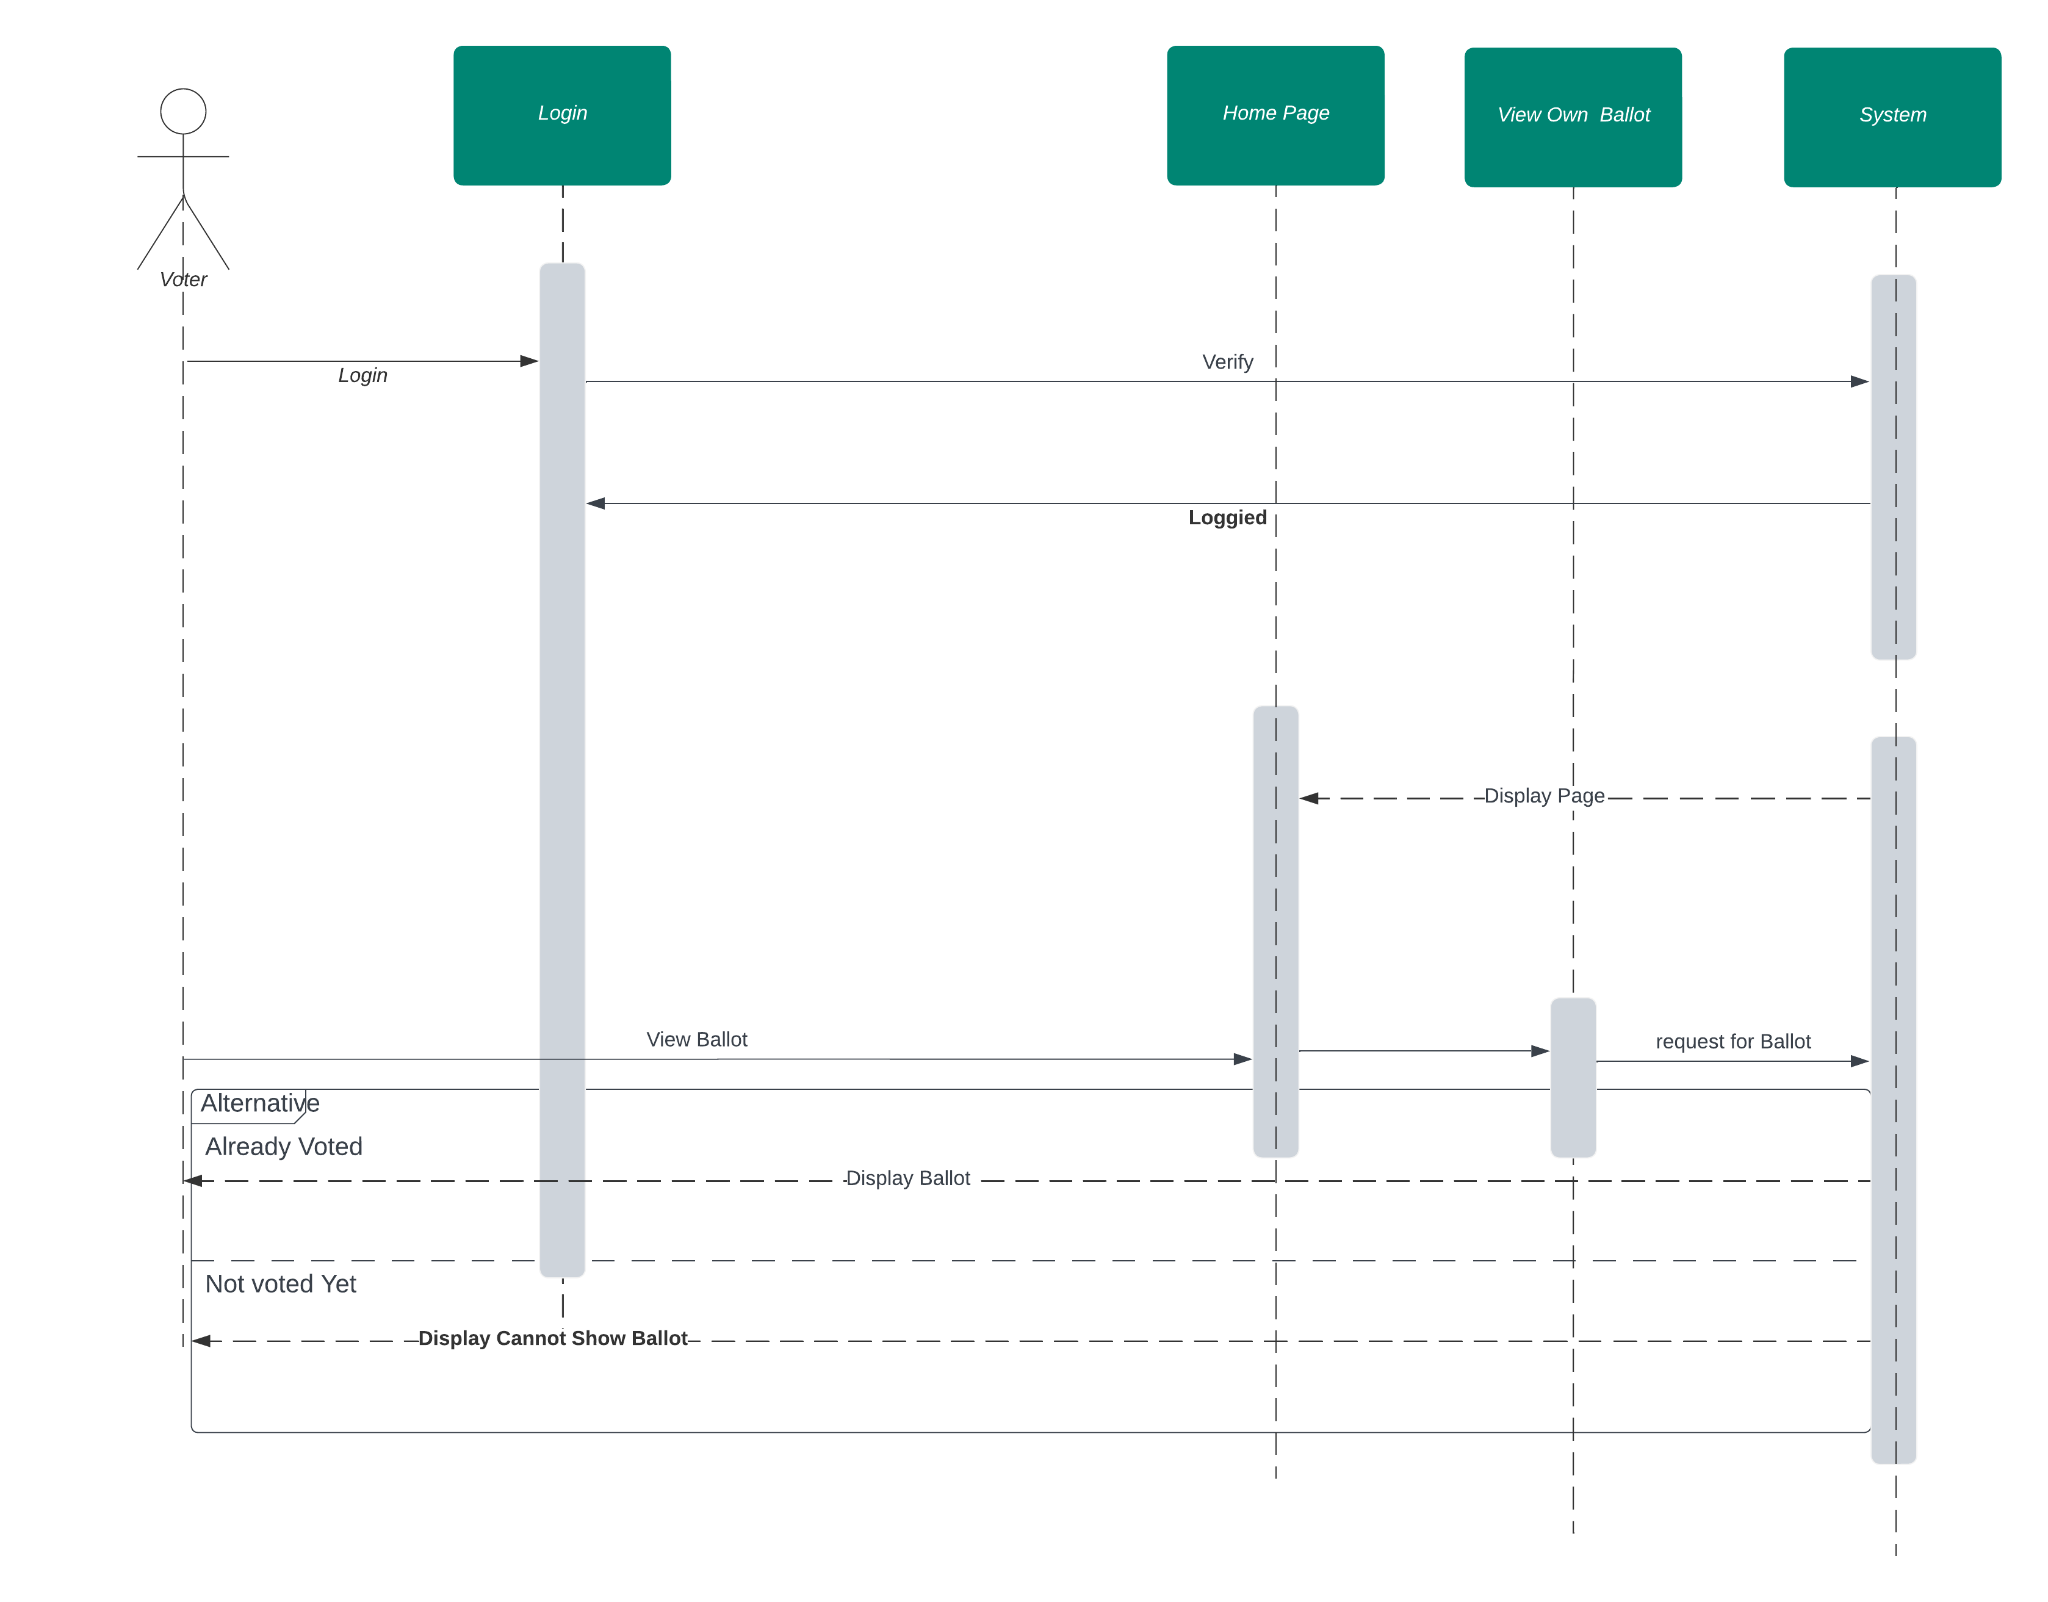 Login
Home Page
View Own  Ballot
System
Voter
Login
Verify
Loggied
Display Page
View Ballot
request for Ballot
Alternative
Already Voted
Display Ballot
Not voted Yet
Display Cannot Show Ballot